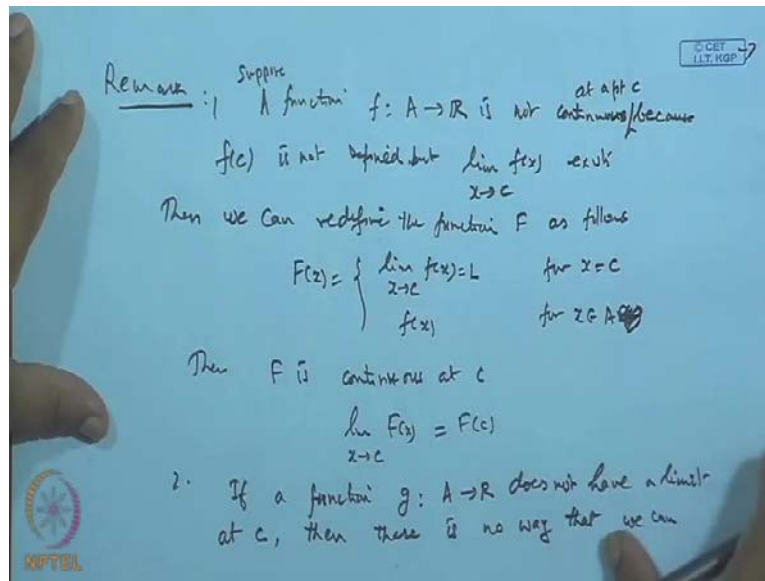 © CET
I.I.T. KGP
Remark : 1 Suppose A function f : A → R is not continuous at a pt c because
f(c) is not defined but lim f(x) exist
x→c
Then we can redefine the function F as follows
F(x) = { lim f(x) = L for x = c
x→c
f(x) for x ∈ A
Then F is continuous at c
lim F(x) = F(c)
x→c
2. If a function g : A → R does not have a limit
at c, then there is no way that we can
NPTEL